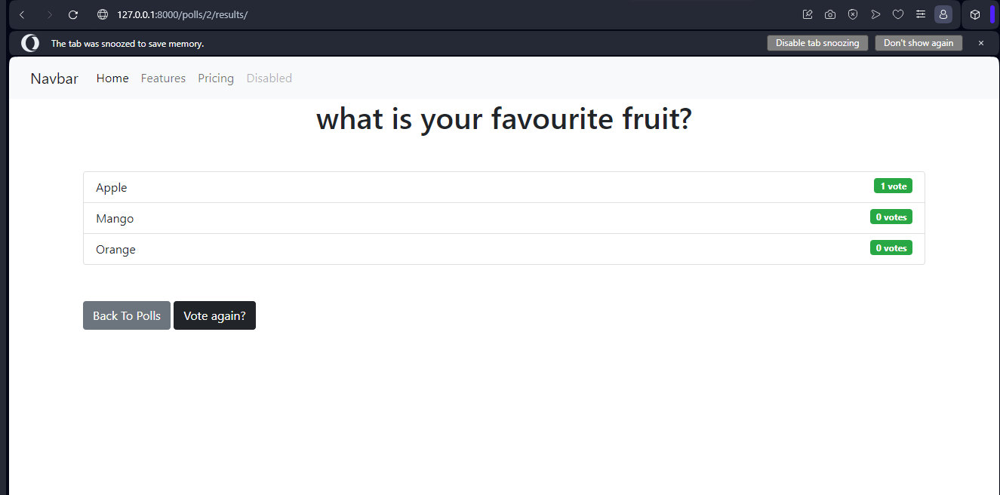 127.0.0.1:8000/polls/2/results/
The tab was snoozed to save memory. Disable tab snoozing Don't show again
Navbar Home Features Pricing Disabled
what is your favourite fruit?
Apple 1 vote
Mango 0 votes
Orange 0 votes
Back To Polls Vote again?